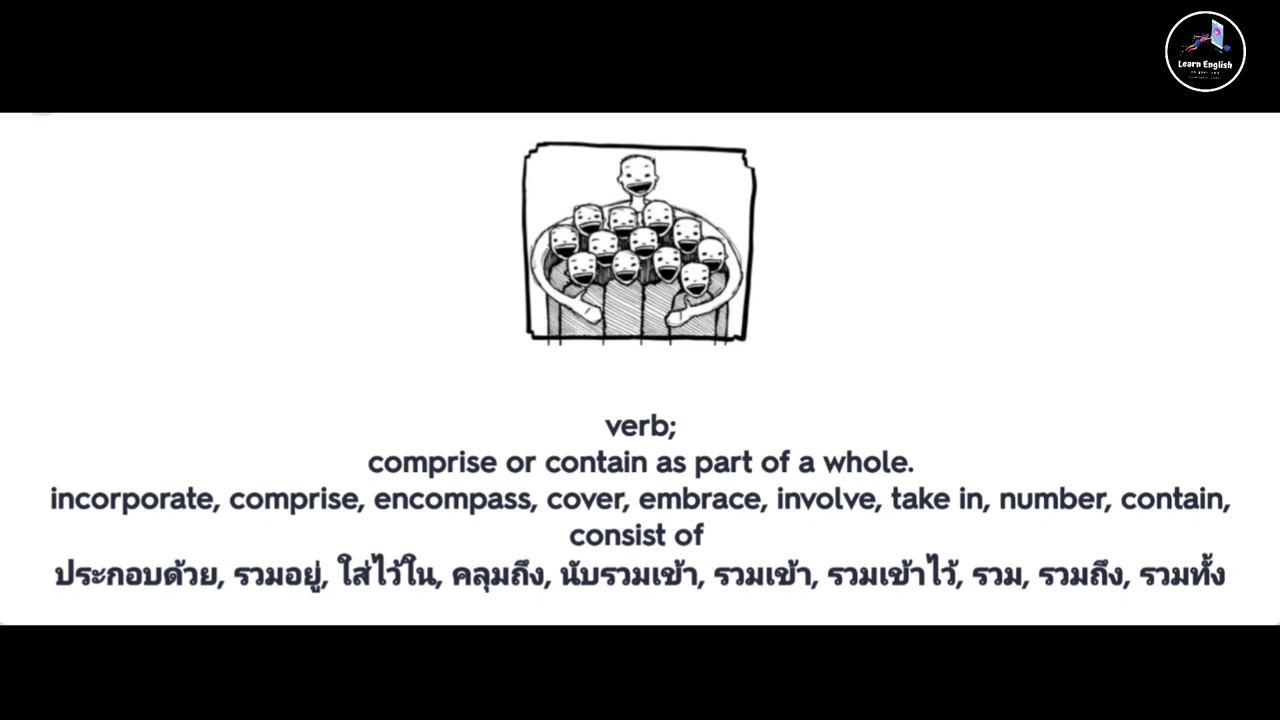 Learn English
verb;
comprise or contain as part of a whole.
incorporate, comprise, encompass, cover, embrace, involve, take in, number, contain,
consist of
ประกอบด้วย, รวมอยู่, ใส่ไว้ใน, คลุมถึง, นับรวมเข้า, รวมเข้า, รวมเข้าไว้, รวม, รวมถึง, รวมทั้ง